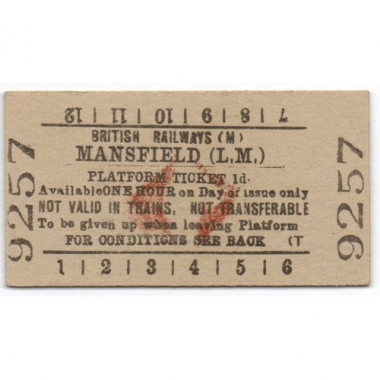 7 | 8 | 9 | 10 | 11 | 12
BRITISH RAILWAYS (M)
MANSFIELD (L.M.)
PLATFORM TICKET 1d.
Available ONE HOUR on Day of issue only
NOT VALID IN TRAINS. NOT TRANSFERABLE
To be given up when leaving Platform
FOR CONDITIONS SEE BACK (T
1 | 2 | 3 | 4 | 5 | 6
9257
9257